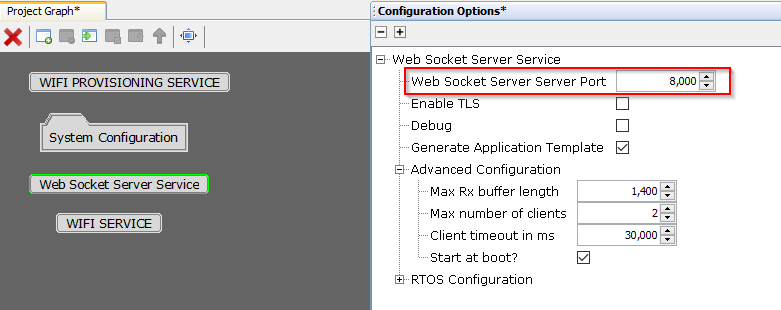 Project Graph*
WIFI PROVISIONING SERVICE
System Configuration
Web Socket Server Service
WIFI SERVICE
Configuration Options*
Web Socket Server Service
Web Socket Server Server Port 8,000
Enable TLS
Debug
Generate Application Template
Advanced Configuration
Max Rx buffer length 1,400
Max number of clients 2
Client timeout in ms 30,000
Start at boot?
RTOS Configuration